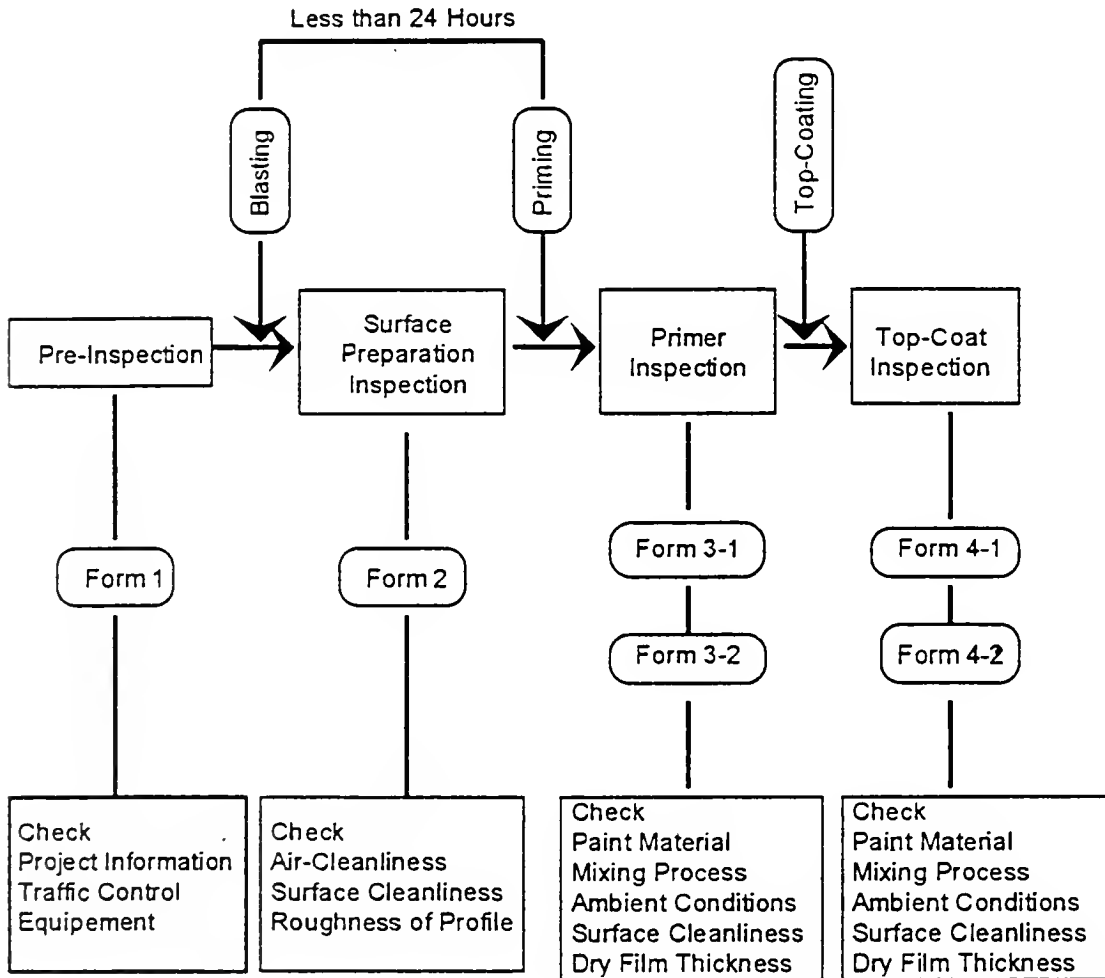 Less than 24 Hours
Blasting
Priming
Top-Coating
Pre-Inspection
Surface
Preparation
Inspection
Primer
Inspection
Top-Coat
Inspection
Form 1
Form 2
Form 3-1
Form 4-1
Form 3-2
Form 4-2
Check
Project Information
Traffic Control
Equipement
Check
Air-Cleanliness
Surface Cleanliness
Roughness of Profile
Check
Paint Material
Mixing Process
Ambient Conditions
Surface Cleanliness
Dry Film Thickness
Check
Paint Material
Mixing Process
Ambient Conditions
Surface Cleanliness
Dry Film Thickness